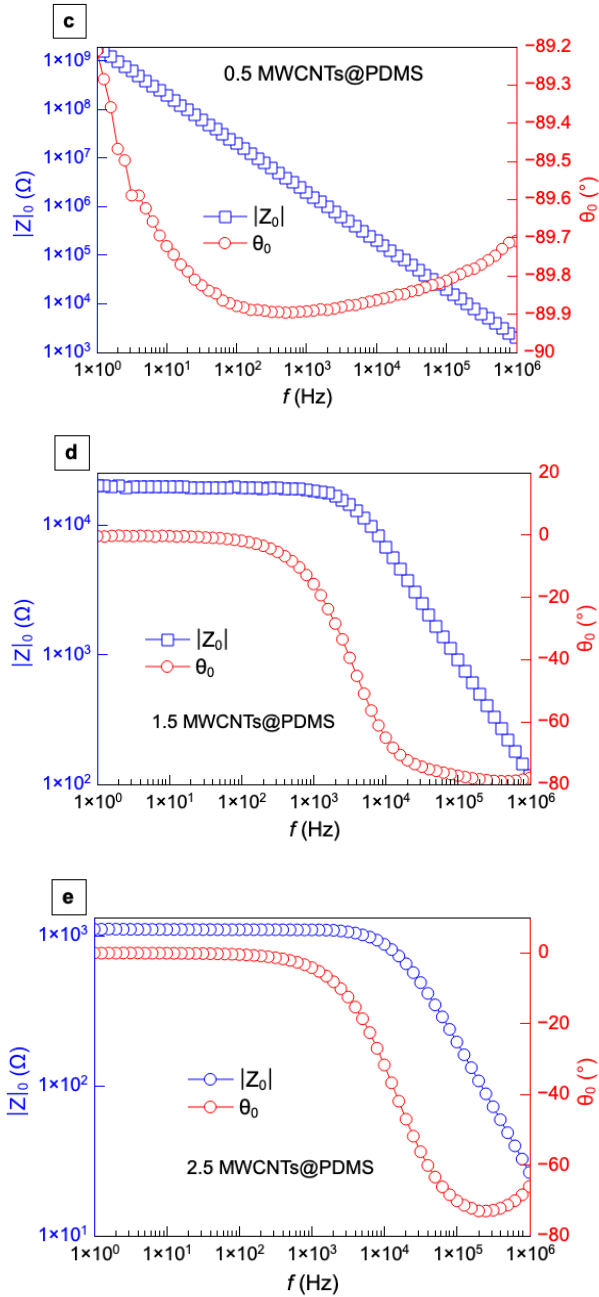 c
0.5 MWCNTs@PDMS
|Z|₀ (Ω)
1×10⁹
1×10⁸
1×10⁷
1×10⁶
1×10⁵
1×10⁴
1×10³
|Z₀|
θ₀
−89.2
−89.3
−89.4
−89.5
−89.6
−89.7
−89.8
−89.9
−90
θ₀ (°)
1×10⁰ 1×10¹ 1×10² 1×10³ 1×10⁴ 1×10⁵ 1×10⁶
f (Hz)
d
|Z|₀ (Ω)
1×10⁴
1×10³
1×10²
|Z₀|
θ₀
1.5 MWCNTs@PDMS
20
0
−20
−40
−60
−80
θ₀ (°)
1×10⁰ 1×10¹ 1×10² 1×10³ 1×10⁴ 1×10⁵ 1×10⁶
f (Hz)
e
|Z|₀ (Ω)
1×10³
1×10²
1×10¹
|Z₀|
θ₀
2.5 MWCNTs@PDMS
0
−20
−40
−60
−80
θ₀ (°)
1×10⁰ 1×10¹ 1×10² 1×10³ 1×10⁴ 1×10⁵ 1×10⁶
f (Hz)